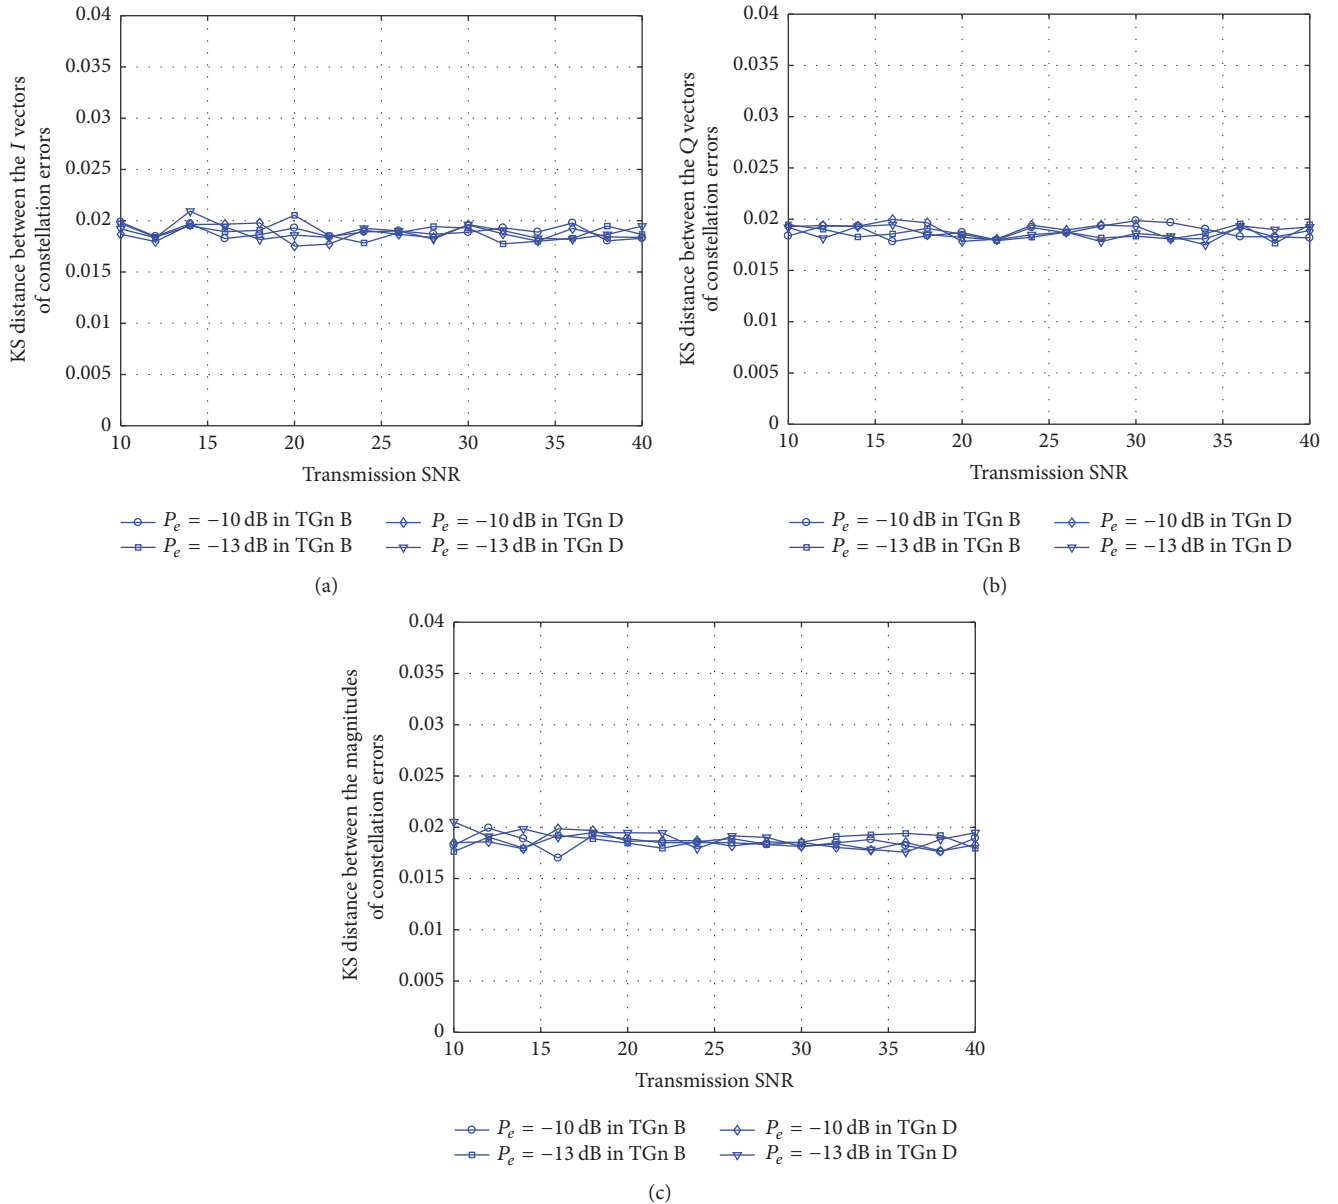 0.04
0.035
0.03
0.025
0.02
0.015
0.01
0.005
0
KS distance between the I vectors
of constellation errors
10 15 20 25 30 35 40
Transmission SNR
Pe = −10 dB in TGn B
Pe = −10 dB in TGn D
Pe = −13 dB in TGn B
Pe = −13 dB in TGn D
(a)
0.04
0.035
0.03
0.025
0.02
0.015
0.01
0.005
0
KS distance between the Q vectors
of constellation errors
10 15 20 25 30 35 40
Transmission SNR
Pe = −10 dB in TGn B
Pe = −10 dB in TGn D
Pe = −13 dB in TGn B
Pe = −13 dB in TGn D
(b)
0.04
0.035
0.03
0.025
0.02
0.015
0.01
0.005
0
KS distance between the magnitudes
of constellation errors
10 15 20 25 30 35 40
Transmission SNR
Pe = −10 dB in TGn B
Pe = −10 dB in TGn D
Pe = −13 dB in TGn B
Pe = −13 dB in TGn D
(c)